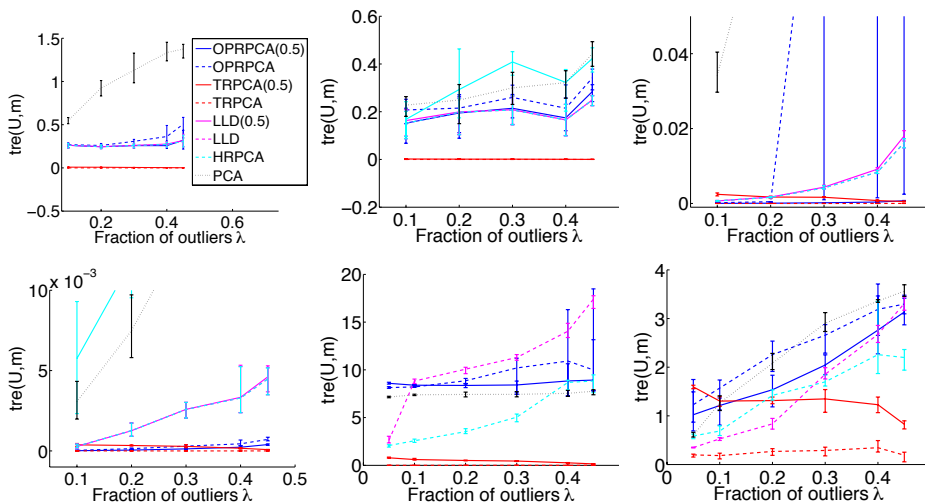 tre(U,m)
1.5
1
0.5
0
−0.5
0.2 0.4 0.6
Fraction of outliers λ
OPRPCA(0.5)
OPRPCA
TRPCA(0.5)
TRPCA
LLD(0.5)
LLD
HRPCA
PCA
tre(U,m)
0.6
0.4
0.2
0
−0.2
0.1 0.2 0.3 0.4
Fraction of outliers λ
tre(U,m)
0.04
0.02
0
0.1 0.2 0.3 0.4
Fraction of outliers λ
x 10⁻³
tre(U,m)
10
5
0
0.1 0.2 0.3 0.4 0.5
Fraction of outliers λ
tre(U,m)
20
15
10
5
0
0.1 0.2 0.3 0.4
Fraction of outliers λ
tre(U,m)
4
3
2
1
0
0.1 0.2 0.3 0.4
Fraction of outliers λ